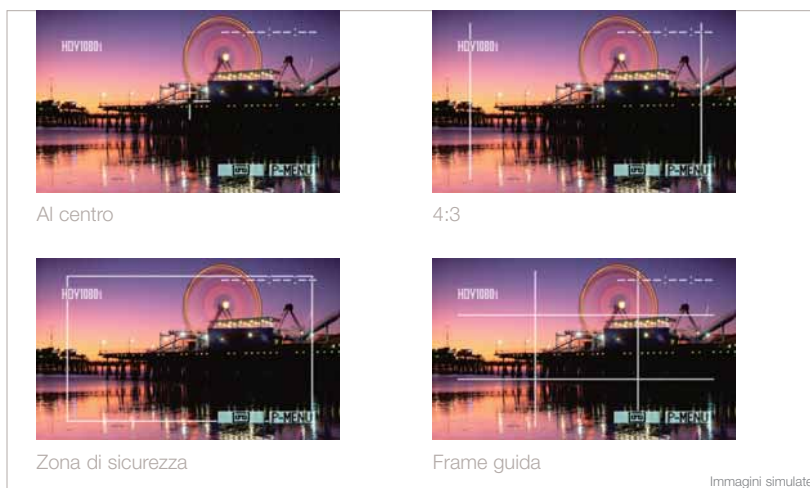 HDV1080i
--:--:--
P-MENU
Al centro
HDV1080i
--:--:--
P-MENU
4:3
HDV1080i
--:--:--
P-MENU
Zona di sicurezza
HDV1080i
--:--:--
P-MENU
Frame guida
Immagini simulate